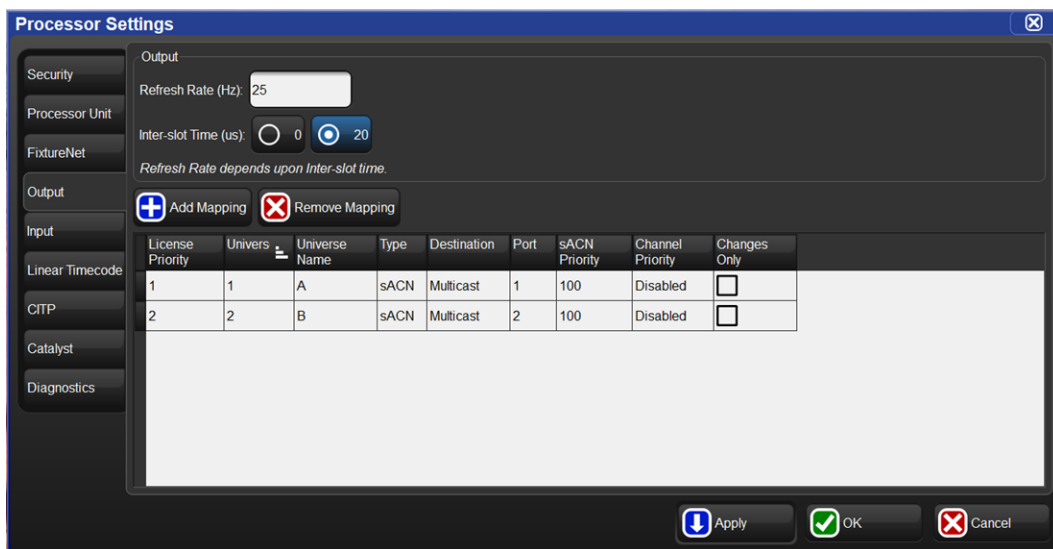 Processor Settings
Security
Processor Unit
FixtureNet
Output
Input
Linear Timecode
CITP
Catalyst
Diagnostics
Output
Refresh Rate (Hz): 25
Inter-slot Time (us): 0 20
Refresh Rate depends upon Inter-slot time.
Add Mapping Remove Mapping
License Priority Univers Universe Name Type Destination Port sACN Priority Channel Priority Changes Only
1 1 A sACN Multicast 1 100 Disabled
2 2 B sACN Multicast 2 100 Disabled
Apply OK Cancel